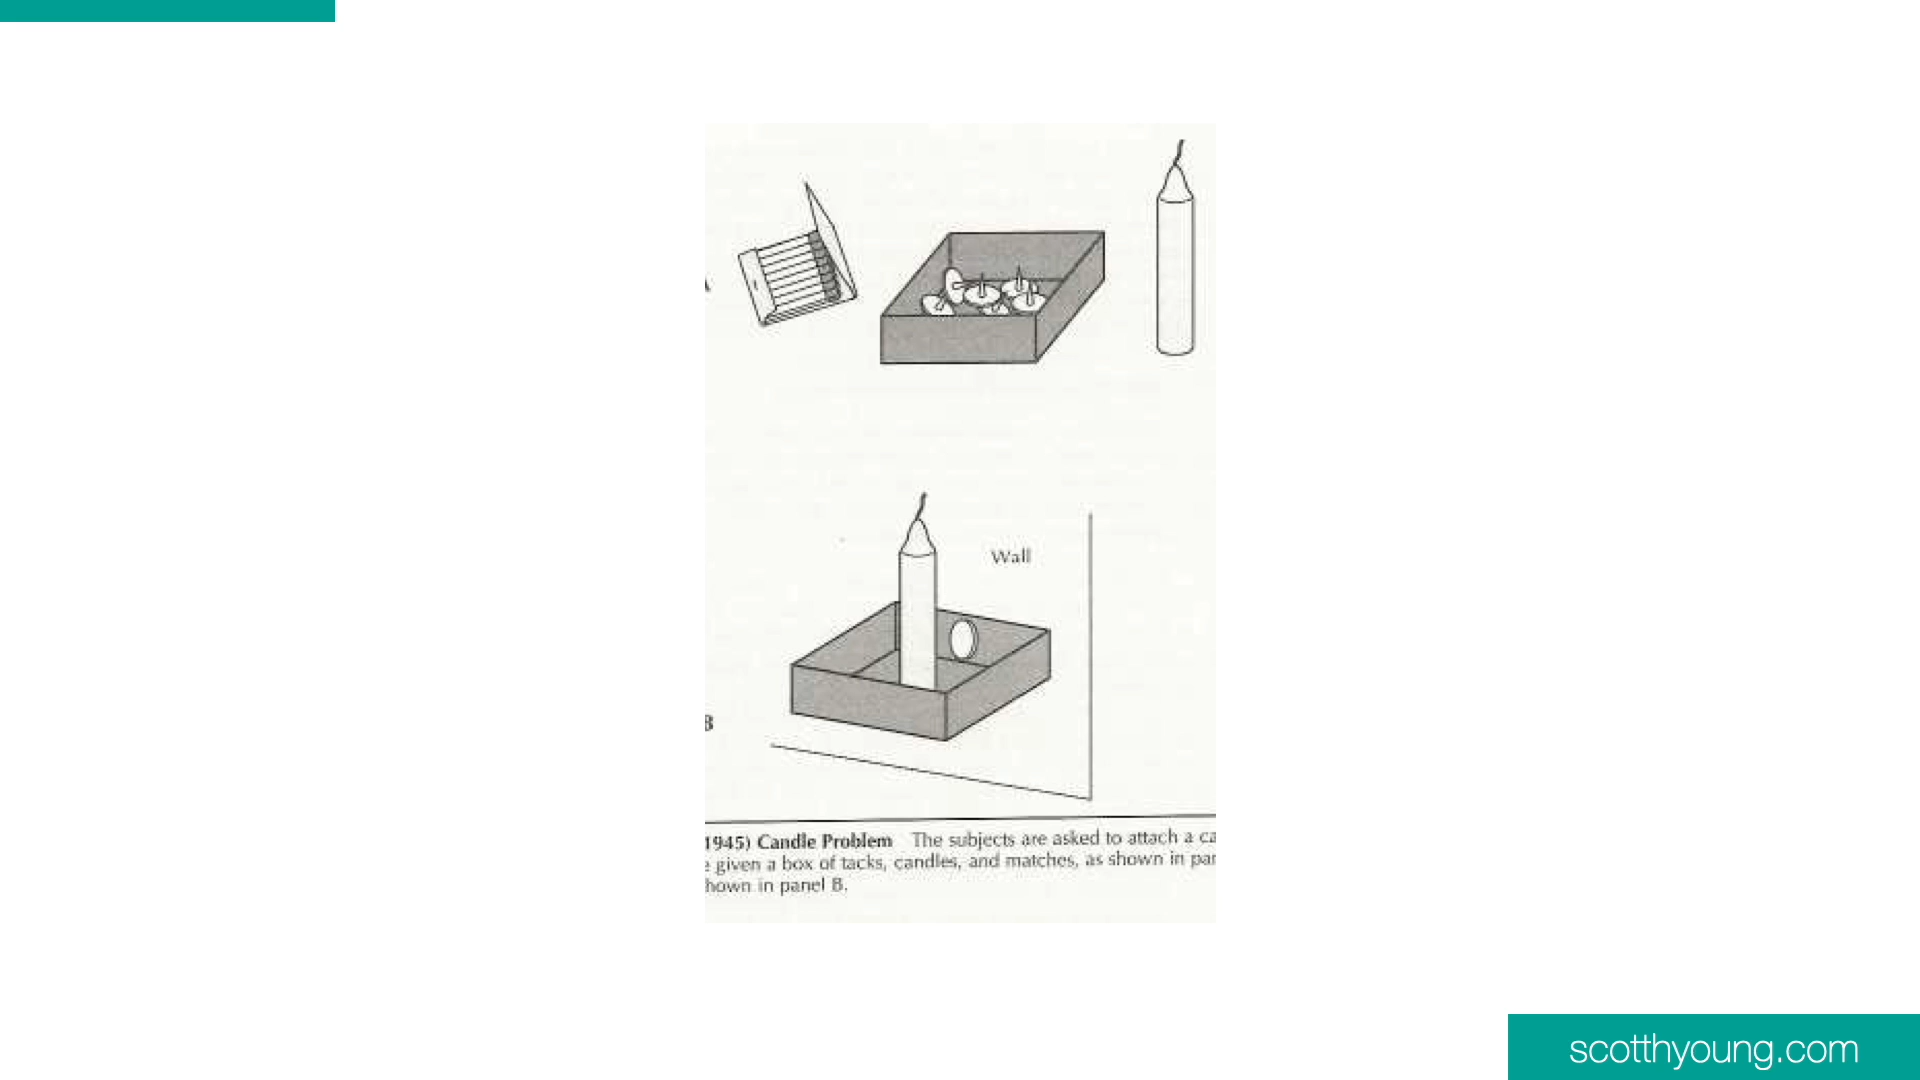 Wall
B
1945) Candle Problem The subjects are asked to attach a ca
given a box of tacks, candles, and matches, as shown in par
hown in panel B.
scotthyoung.com